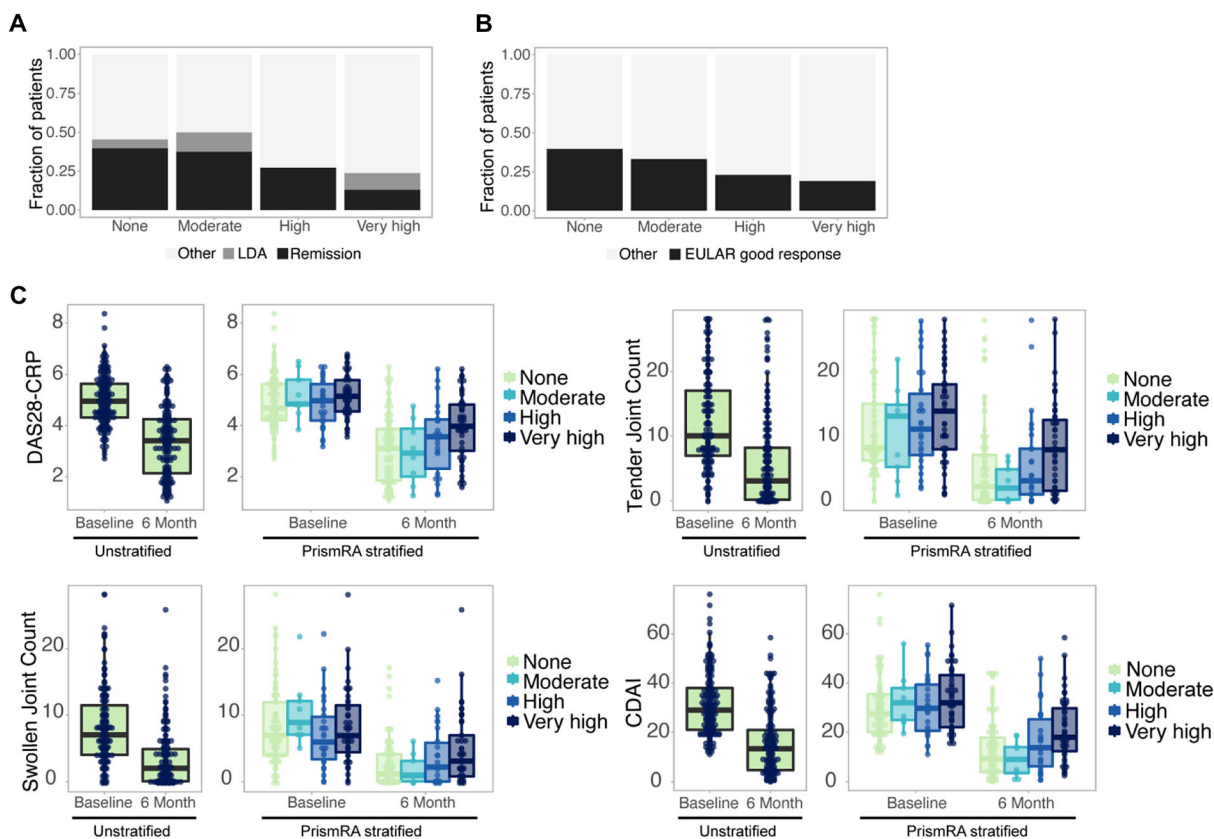 A
Fraction of patients
1.00
0.75
0.50
0.25
0.00
None Moderate High Very high
Other LDA Remission
B
Fraction of patients
1.00
0.75
0.50
0.25
0.00
None Moderate High Very high
Other EULAR good response
C
DAS28-CRP
8
6
4
2
Baseline 6 Month
Unstratified
8
6
4
2
Baseline 6 Month
PrismRA stratified
None
Moderate
High
Very high
Tender Joint Count
20
10
0
Baseline 6 Month
Unstratified
20
10
0
Baseline 6 Month
PrismRA stratified
None
Moderate
High
Very high
Swollen Joint Count
20
10
0
Baseline 6 Month
Unstratified
20
10
0
Baseline 6 Month
PrismRA stratified
None
Moderate
High
Very high
CDAI
60
40
20
0
Baseline 6 Month
Unstratified
60
40
20
0
Baseline 6 Month
PrismRA stratified
None
Moderate
High
Very high